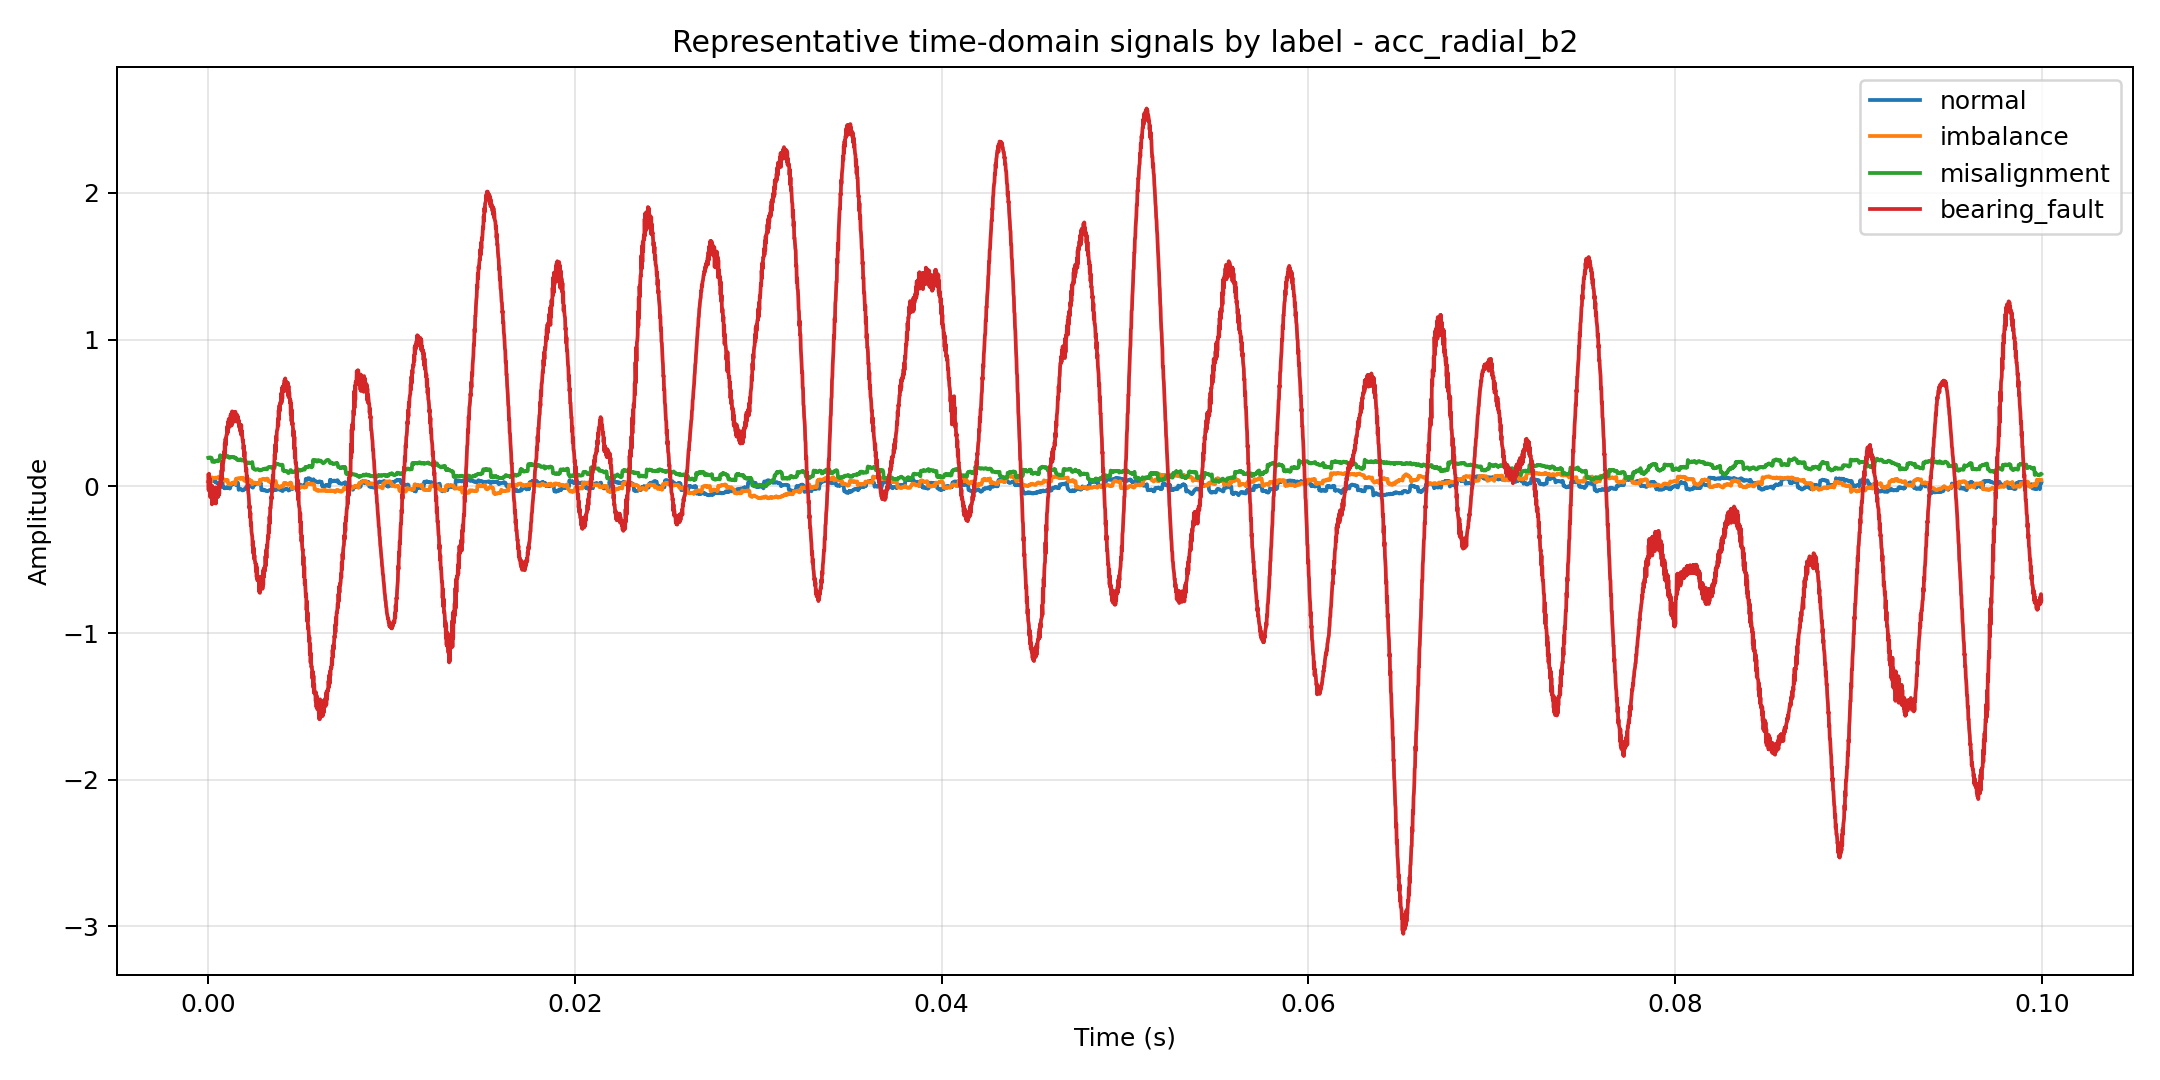 Representative time-domain signals by label - acc_radial_b2
normal
imbalance
misalignment
bearing_fault
Amplitude
2
1
0
−1
−2
−3
0.00
0.02
0.04
0.06
0.08
0.10
Time (s)